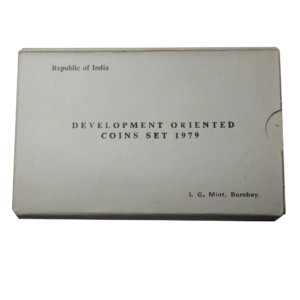 Republic of India
DEVELOPMENT ORIENTED
COINS SET 1979
I. G. Mint, Bombay.